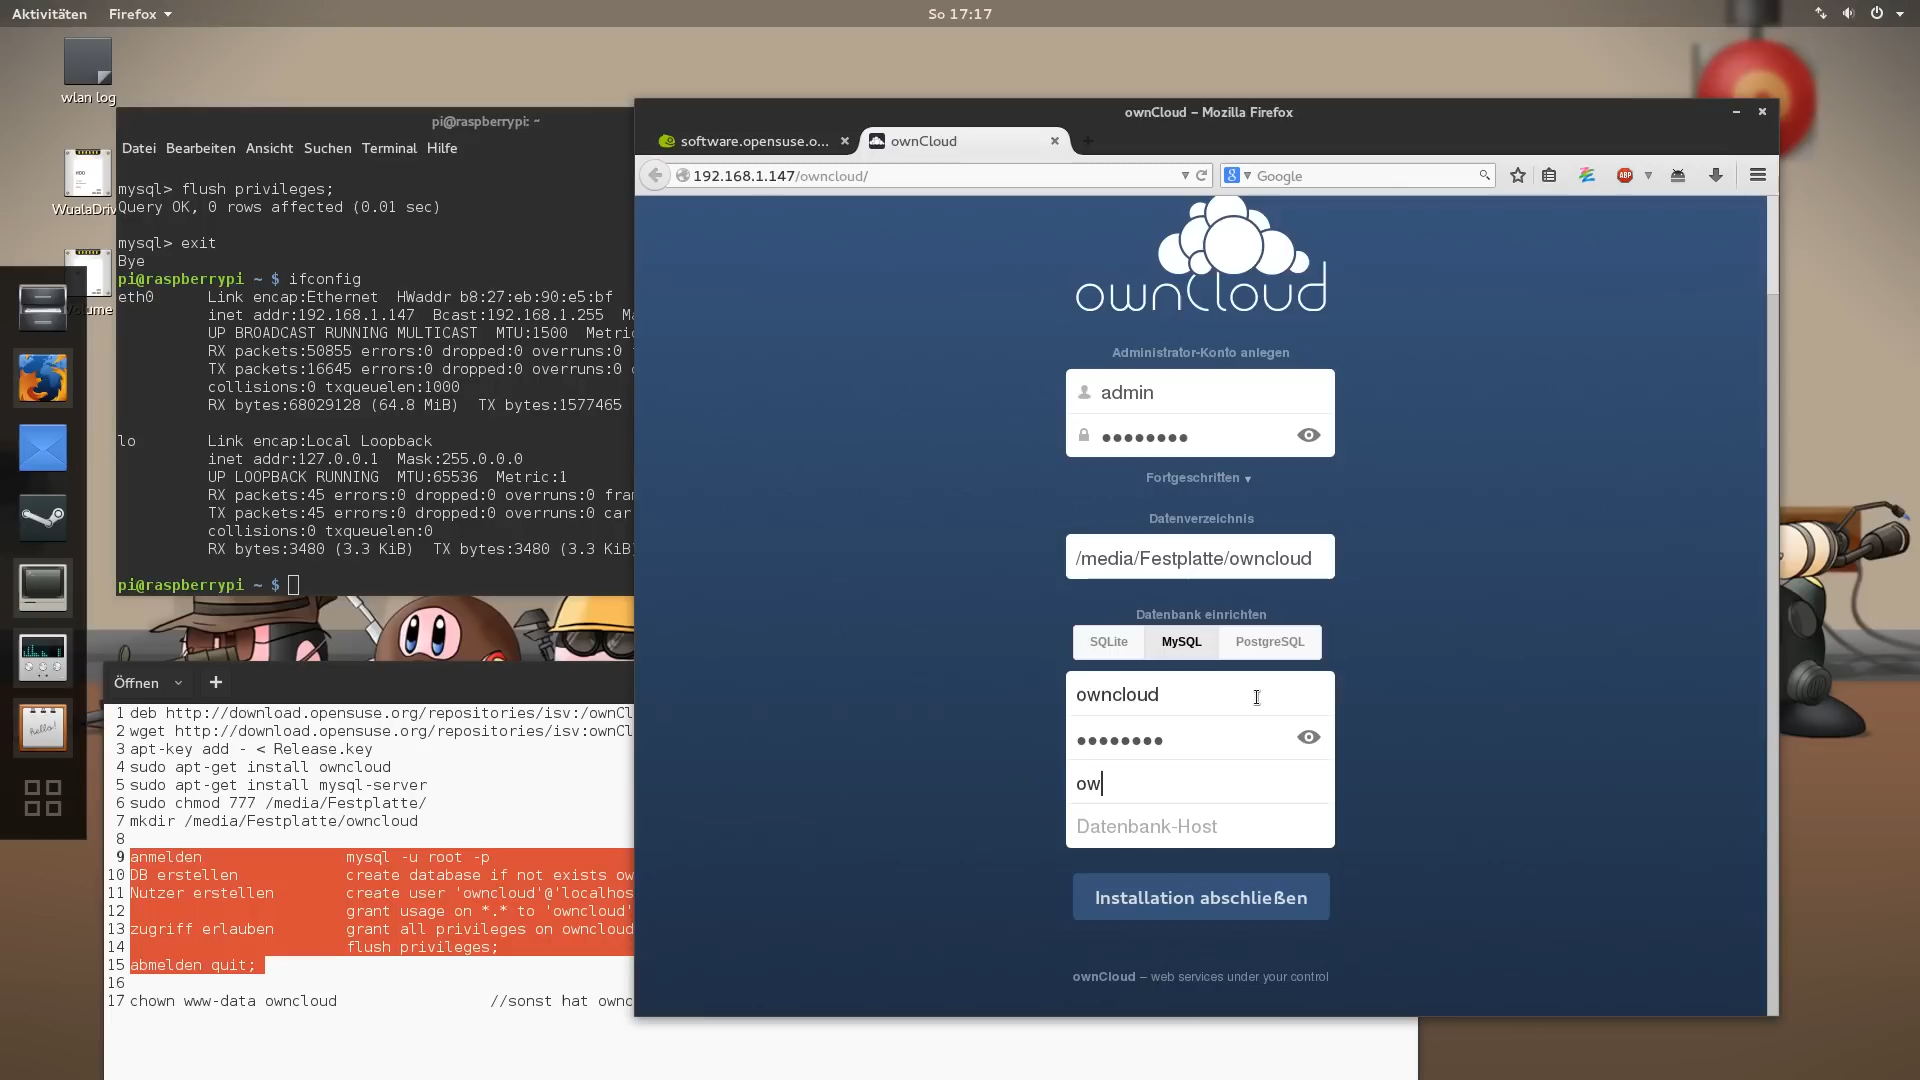 Aktivitäten Firefox So 17:17
wlan log
WualaDriv
olume
pi@raspberrypi: ~
Datei Bearbeiten Ansicht Suchen Terminal Hilfe
mysql> flush privileges;
Query OK, 0 rows affected (0.01 sec)
mysql> exit
Bye
pi@raspberrypi ~ $ ifconfig
eth0 Link encap:Ethernet HWaddr b8:27:eb:90:e5:bf
inet addr:192.168.1.147 Bcast:192.168.1.255 Ma
UP BROADCAST RUNNING MULTICAST MTU:1500 Metri
RX packets:50855 errors:0 dropped:0 overruns:0
TX packets:16645 errors:0 dropped:0 overruns:0
collisions:0 txqueuelen:1000
RX bytes:68029128 (64.8 MiB) TX bytes:1577465
lo Link encap:Local Loopback
inet addr:127.0.0.1 Mask:255.0.0.0
UP LOOPBACK RUNNING MTU:65536 Metric:1
RX packets:45 errors:0 dropped:0 overruns:0 fra
TX packets:45 errors:0 dropped:0 overruns:0 car
collisions:0 txqueuelen:0
RX bytes:3480 (3.3 KiB) TX bytes:3480 (3.3 KiB)
pi@raspberrypi ~ $
Öffnen +
1 deb http://download.opensuse.org/repositories/isv:/ownCl
2 wget http://download.opensuse.org/repositories/isv:ownCl
3 apt-key add - < Release.key
4 sudo apt-get install owncloud
5 sudo apt-get install mysql-server
6 sudo chmod 777 /media/Festplatte/
7 mkdir /media/Festplatte/owncloud
8
9 anmelden mysql -u root -p
10 DB erstellen create database if not exists ow
11 Nutzer erstellen create user 'owncloud'@'localhos
12 grant usage on *.* to 'owncloud'
13 zugriff erlauben grant all privileges on owncloud
14 flush privileges;
15 abmelden quit;
16
17 chown www-data owncloud //sonst hat ownc
ownCloud – Mozilla Firefox
software.opensuse.o... ownCloud
192.168.1.147/owncloud/ Google ABP
ownCloud
Administrator-Konto anlegen
admin
●●●●●●●●
Fortgeschritten ▼
Datenverzeichnis
/media/Festplatte/owncloud
Datenbank einrichten
SQLite MySQL PostgreSQL
owncloud
●●●●●●●●
ow
Datenbank-Host
Installation abschließen
ownCloud – web services under your control
hello!